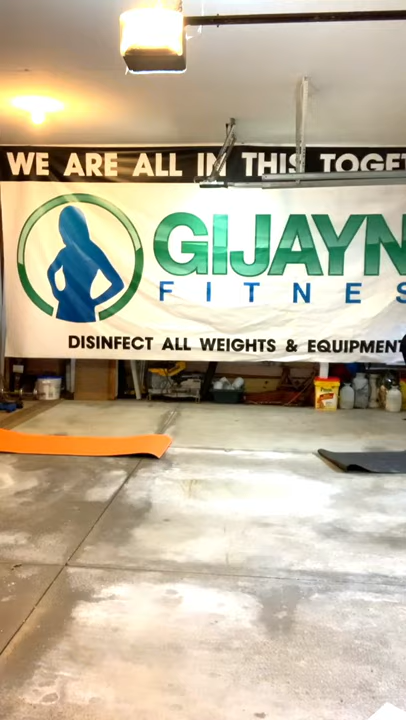 WE ARE ALL IN THIS TOGET
GIJAYN
FITNES
DISINFECT ALL WEIGHTS & EQUIPMENT